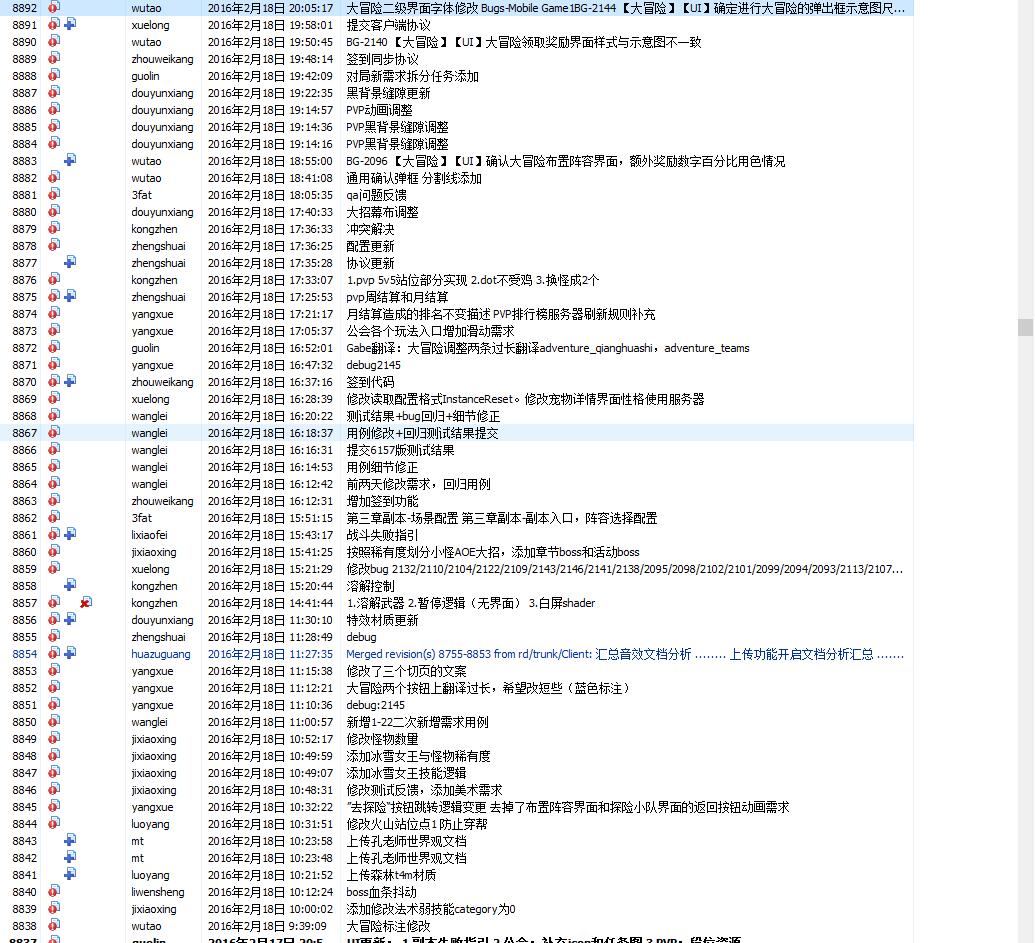 8892 wutao 2016年2月18日 20:05:17 大冒险二级界面字体修改 Bugs-Mobile Game1BG-2144 【大冒险】【UI】确定进行大冒险的弹出框示意图尺...
8891 xuelong 2016年2月18日 19:58:01 提交客户端协议
8890 wutao 2016年2月18日 19:50:45 BG-2140 【大冒险】【UI】大冒险领取奖励界面样式与示意图不一致
8889 zhouweikang 2016年2月18日 19:48:14 签到同步协议
8888 guolin 2016年2月18日 19:42:09 对局新需求拆分任务添加
8887 douyunxiang 2016年2月18日 19:22:35 黑背景缝隙更新
8886 douyunxiang 2016年2月18日 19:14:57 PVP动画调整
8885 douyunxiang 2016年2月18日 19:14:36 PVP黑背景缝隙调整
8884 douyunxiang 2016年2月18日 19:14:16 PVP黑背景缝隙调整
8883 wutao 2016年2月18日 18:55:00 BG-2096 【大冒险】【UI】确认大冒险布置阵容界面，额外奖励数字百分比用色情况
8882 wutao 2016年2月18日 18:41:08 通用确认弹框 分割线添加
8881 3fat 2016年2月18日 18:05:35 qa问题反馈
8880 douyunxiang 2016年2月18日 17:40:33 大招幕布调整
8879 kongzhen 2016年2月18日 17:36:33 冲突解决
8878 zhengshuai 2016年2月18日 17:36:25 配置更新
8877 zhengshuai 2016年2月18日 17:35:28 协议更新
8876 kongzhen 2016年2月18日 17:33:07 1.pvp 5v5站位部分实现 2.dot不受鸡 3.换怪成2个
8875 zhengshuai 2016年2月18日 17:25:53 pvp周结算和月结算
8874 yangxue 2016年2月18日 17:21:17 月结算造成的排名不变描述 PVP排行榜服务器刷新规则补充
8873 yangxue 2016年2月18日 17:05:37 公会各个玩法入口增加滑动需求
8872 guolin 2016年2月18日 16:52:01 Gabe翻译：大冒险调整两条过长翻译adventure_qianghuashi，adventure_teams
8871 yangxue 2016年2月18日 16:47:32 debug2145
8870 zhouweikang 2016年2月18日 16:37:16 签到代码
8869 xuelong 2016年2月18日 16:28:39 修改读取配置格式InstanceReset。修改宠物详情界面性格使用服务器
8868 wanglei 2016年2月18日 16:20:22 测试结果+bug回归+细节修正
8867 wanglei 2016年2月18日 16:18:37 用例修改+回归测试结果提交
8866 wanglei 2016年2月18日 16:16:31 提交6157版测试结果
8865 wanglei 2016年2月18日 16:14:53 用例细节修正
8864 wanglei 2016年2月18日 16:12:42 前两天修改需求，回归用例
8863 zhouweikang 2016年2月18日 16:12:31 增加签到功能
8862 3fat 2016年2月18日 15:51:15 第三章副本-场景配置 第三章副本-副本入口，阵容选择配置
8861 lixiaofei 2016年2月18日 15:43:17 战斗失败指引
8860 jixiaoxing 2016年2月18日 15:41:25 按照稀有度划分小怪AOE大招，添加章节boss和活动boss
8859 xuelong 2016年2月18日 15:21:29 修改bug 2132/2110/2104/2122/2109/2143/2146/2141/2138/2095/2098/2102/2101/2099/2094/2093/2113/2107...
8858 kongzhen 2016年2月18日 15:20:44 溶解控制
8857 kongzhen 2016年2月18日 14:41:44 1.溶解武器 2.暂停逻辑（无界面） 3.白屏shader
8856 douyunxiang 2016年2月18日 11:30:10 特效材质更新
8855 zhengshuai 2016年2月18日 11:28:49 debug
8854 huazuguang 2016年2月18日 11:27:35 Merged revision(s) 8755-8853 from rd/trunk/Client: 汇总音效文档分析 ........ 上传功能开启文档分析汇总 .......
8853 yangxue 2016年2月18日 11:15:38 修改了三个切页的文案
8852 yangxue 2016年2月18日 11:12:21 大冒险两个按钮上翻译过长，希望改短些（蓝色标注）
8851 yangxue 2016年2月18日 11:10:36 debug:2145
8850 wanglei 2016年2月18日 11:00:57 新增1-22二次新增需求用例
8849 jixiaoxing 2016年2月18日 10:52:17 修改怪物数量
8848 jixiaoxing 2016年2月18日 10:49:59 添加冰雪女王与怪物稀有度
8847 jixiaoxing 2016年2月18日 10:49:07 添加冰雪女王技能逻辑
8846 jixiaoxing 2016年2月18日 10:48:31 修改测试反馈，添加美术需求
8845 yangxue 2016年2月18日 10:32:22 “去探险”按钮跳转逻辑变更 去掉了布置阵容界面和探险小队界面的返回按钮动画需求
8844 luoyang 2016年2月18日 10:31:51 修改火山站位点1 防止穿帮
8843 mt 2016年2月18日 10:23:58 上传孔老师世界观文档
8842 mt 2016年2月18日 10:23:48 上传孔老师世界观文档
8841 luoyang 2016年2月18日 10:21:52 上传森林t4m材质
8840 liwensheng 2016年2月18日 10:12:24 boss血条抖动
8839 jixiaoxing 2016年2月18日 10:00:02 添加修改法术弱技能category为0
8838 wutao 2016年2月18日 9:39:09 大冒险标注修改